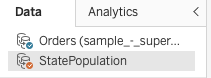 Data Analytics
Orders (sample_-_super...
StatePopulation